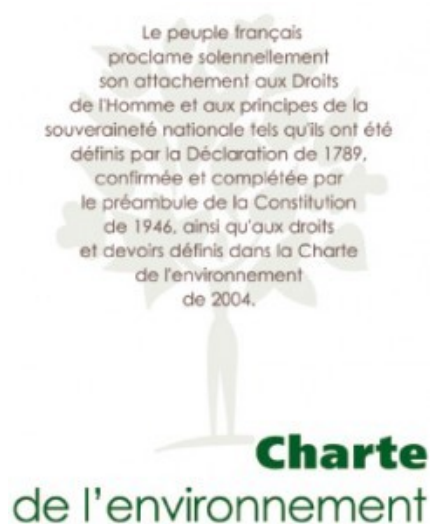 Le peuple français
proclame solennellement
son attachement aux Droits
de l'Homme et aux principes de la
souveraineté nationale tels qu'ils ont été
définis par la Déclaration de 1789,
confirmée et complétée par
le préambule de la Constitution
de 1946, ainsi qu'aux droits
et devoirs définis dans la Charte
de l'environnement
de 2004.
Charte
de l'environnement